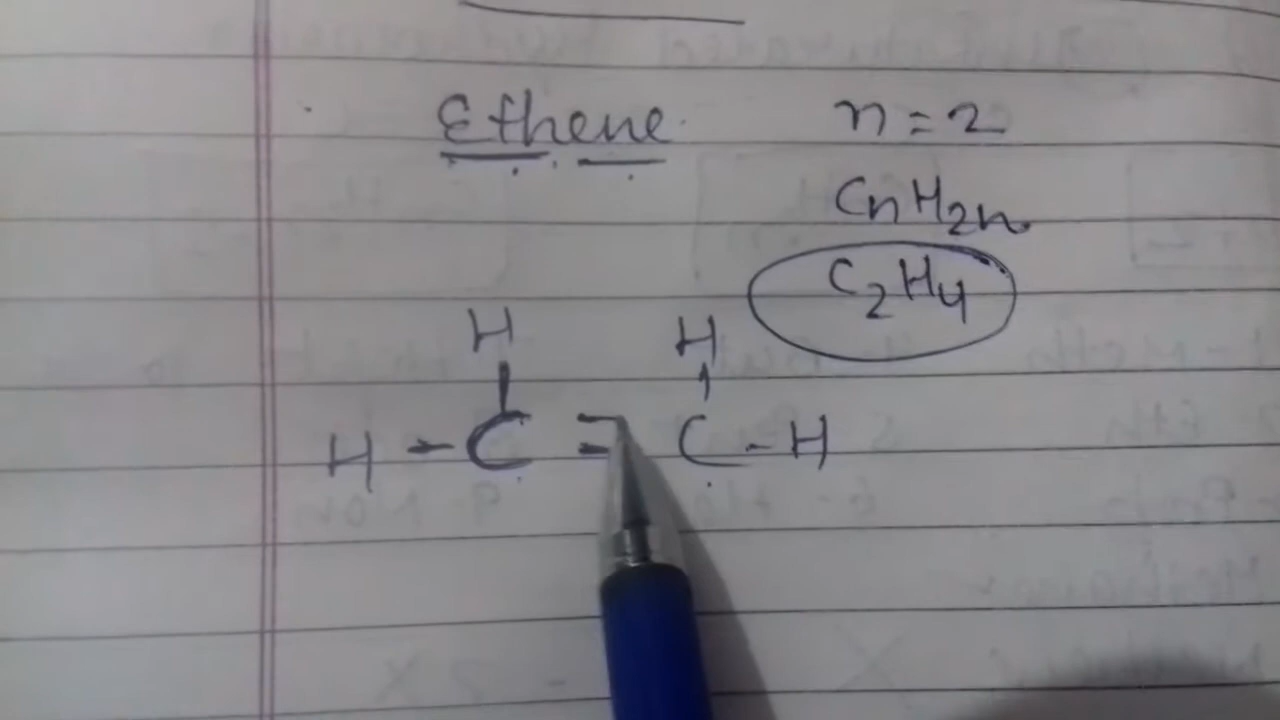 Ethene n = 2
CnH2n
C2H4
H H
H - C = C - H